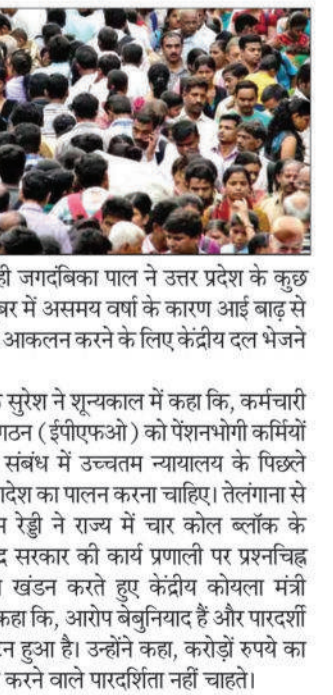 ही जगदंबिका पाल ने उत्तर प्रदेश के कुछ
बर में असमय वर्षा के कारण आई बाढ़ से
आकलन करने के लिए केंद्रीय दल भेजने
सुरेश ने शून्यकाल में कहा कि, कर्मचारी
गठन (ईपीएफओ) को पेंशनभोगी कर्मियों
संबंध में उच्चतम न्यायालय के पिछले
ादेश का पालन करना चाहिए। तेलंगाना से
रेड्डी ने राज्य में चार कोल ब्लॉक के
द्र सरकार की कार्य प्रणाली पर प्रश्नचिह्न
खंडन करते हुए केंद्रीय कोयला मंत्री
कहा कि, आरोप बेबुनियाद हैं और पारदर्शी
टन हुआ है। उन्होंने कहा, करोड़ों रुपये का
करने वाले पारदर्शिता नहीं चाहते।